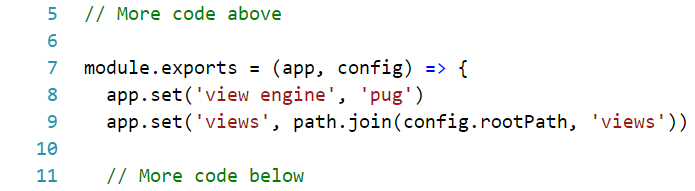 5 // More code above
6
7 module.exports = (app, config) => {
8 app.set('view engine', 'pug')
9 app.set('views', path.join(config.rootPath, 'views'))
10
11 // More code below